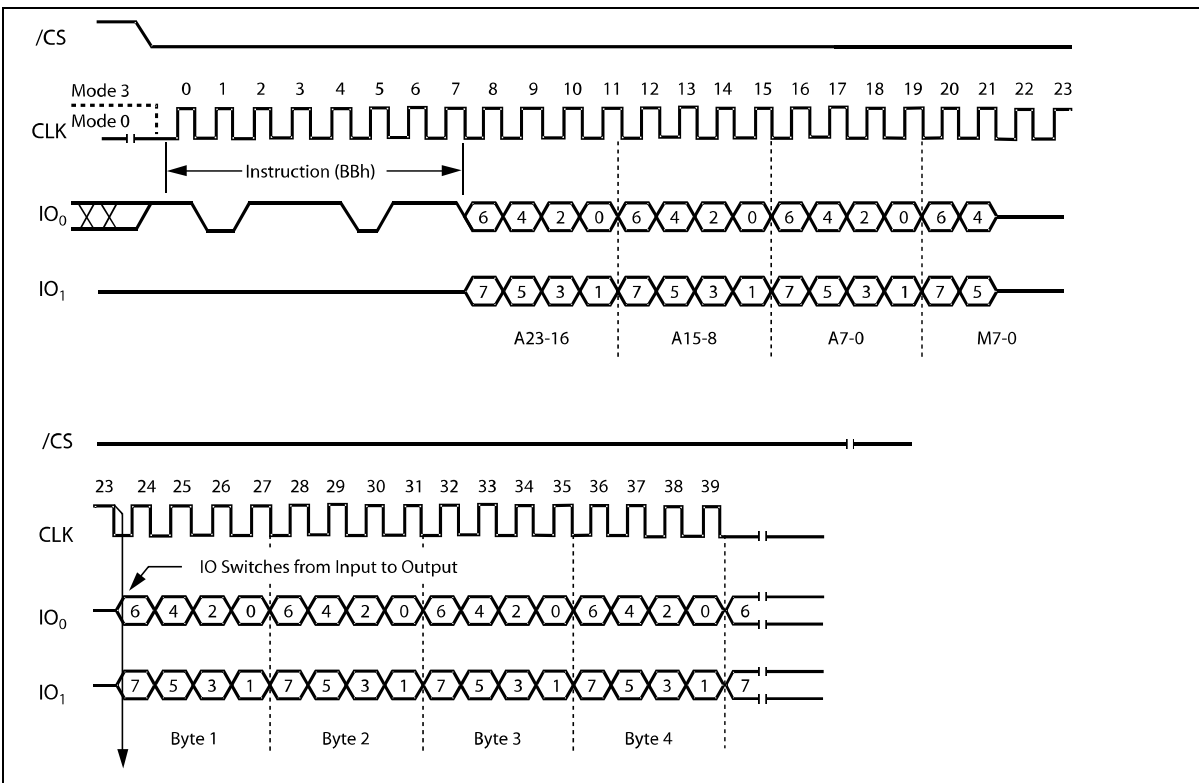 /CS
Mode 3
0 1 2 3 4 5 6 7 8 9 10 11 12 13 14 15 16 17 18 19 20 21 22 23
Mode 0
CLK
Instruction (BBh)
IO0
6 4 2 0 6 4 2 0 6 4 2 0 6 4
IO1
7 5 3 1 7 5 3 1 7 5 3 1 7 5
A23-16 A15-8 A7-0 M7-0
/CS
23 24 25 26 27 28 29 30 31 32 33 34 35 36 37 38 39
CLK
IO Switches from Input to Output
IO0
6 4 2 0 6 4 2 0 6 4 2 0 6 4 2 0 6
IO1
7 5 3 1 7 5 3 1 7 5 3 1 7 5 3 1 7
Byte 1 Byte 2 Byte 3 Byte 4